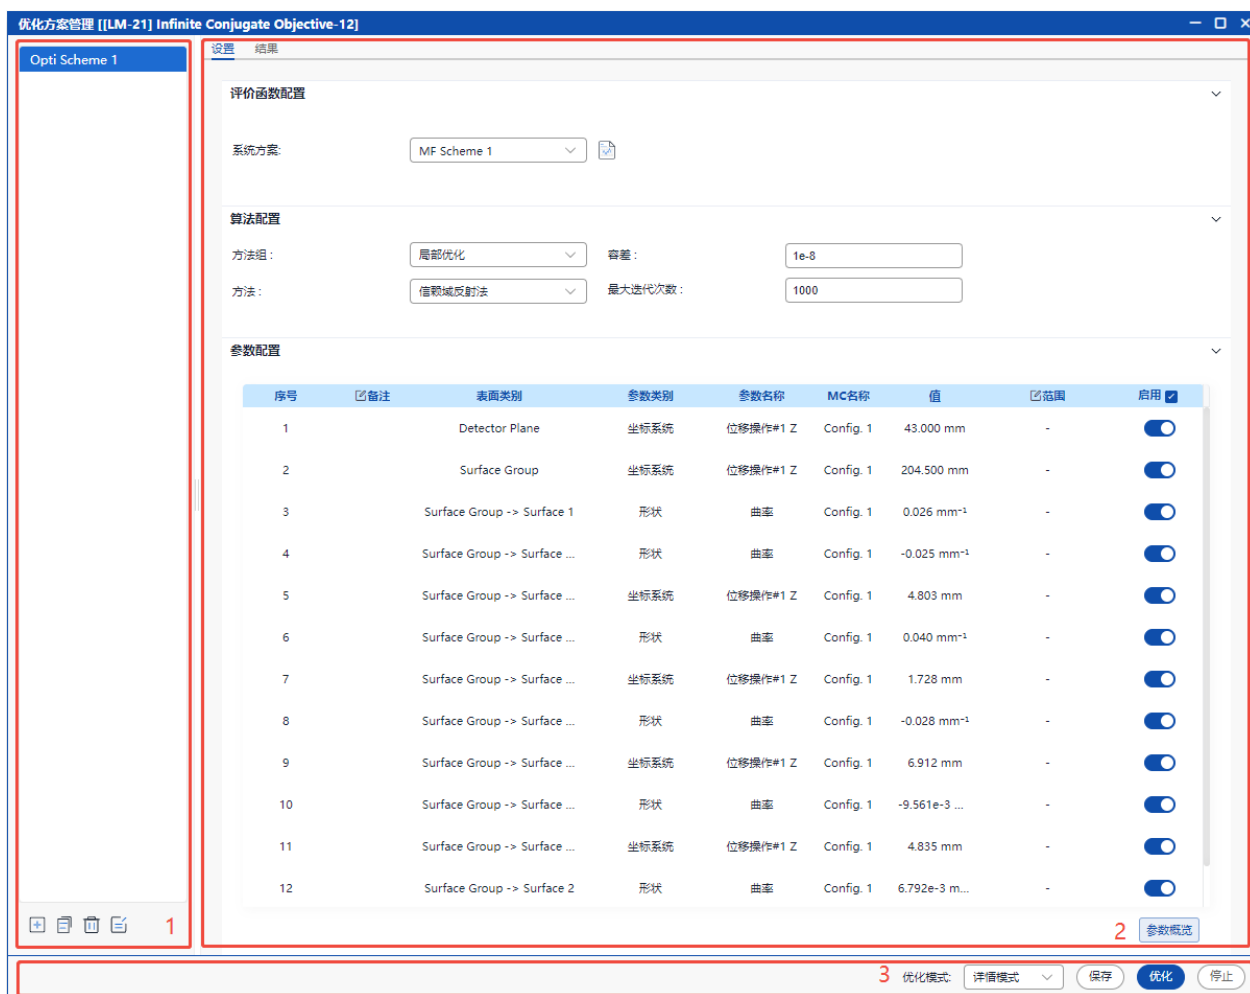 优化方案管理 [[LM-21] Infinite Conjugate Objective-12]
Opti Scheme 1
设置 结果
评价函数配置
系统方案: MF Scheme 1
算法配置
方法组： 局部优化 容差： 1e-8
方法： 信赖域反射法 最大迭代次数： 1000
参数配置
序号 备注 表面类别 参数类别 参数名称 MC名称 值 范围 启用
1 Detector Plane 坐标系统 位移操作#1 Z Config. 1 43.000 mm -
2 Surface Group 坐标系统 位移操作#1 Z Config. 1 204.500 mm -
3 Surface Group -> Surface 1 形状 曲率 Config. 1 0.026 mm⁻¹ -
4 Surface Group -> Surface ... 形状 曲率 Config. 1 -0.025 mm⁻¹ -
5 Surface Group -> Surface ... 坐标系统 位移操作#1 Z Config. 1 4.803 mm -
6 Surface Group -> Surface ... 形状 曲率 Config. 1 0.040 mm⁻¹ -
7 Surface Group -> Surface ... 坐标系统 位移操作#1 Z Config. 1 1.728 mm -
8 Surface Group -> Surface ... 形状 曲率 Config. 1 -0.028 mm⁻¹ -
9 Surface Group -> Surface ... 坐标系统 位移操作#1 Z Config. 1 6.912 mm -
10 Surface Group -> Surface ... 形状 曲率 Config. 1 -9.561e-3 ... -
11 Surface Group -> Surface ... 坐标系统 位移操作#1 Z Config. 1 4.835 mm -
12 Surface Group -> Surface 2 形状 曲率 Config. 1 6.792e-3 m... -
1
2 参数概览
3 优化模式: 详情模式 保存 优化 停止